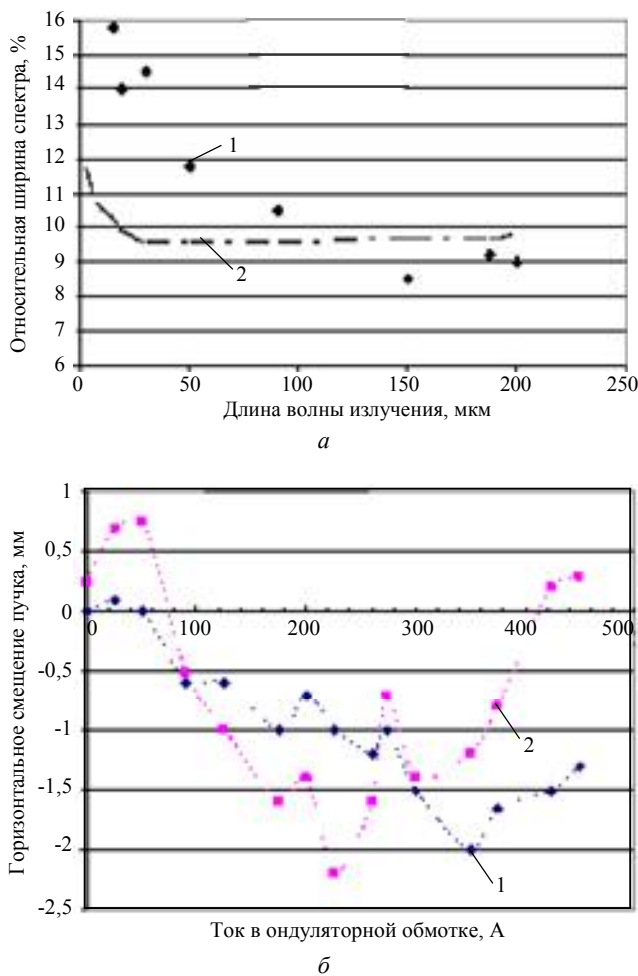 16
15
14
13
12
11
10
9
8
7
6
Относительная ширина спектра, %
1
2
0 50 100 150 200 250
Длина волны излучения, мкм
а
1
0,5
0
-0,5
-1
-1,5
-2
-2,5
Горизонтальное смещение пучка, мм
0 100 200 300 400 500
2
1
Ток в ондуляторной обмотке, А
б